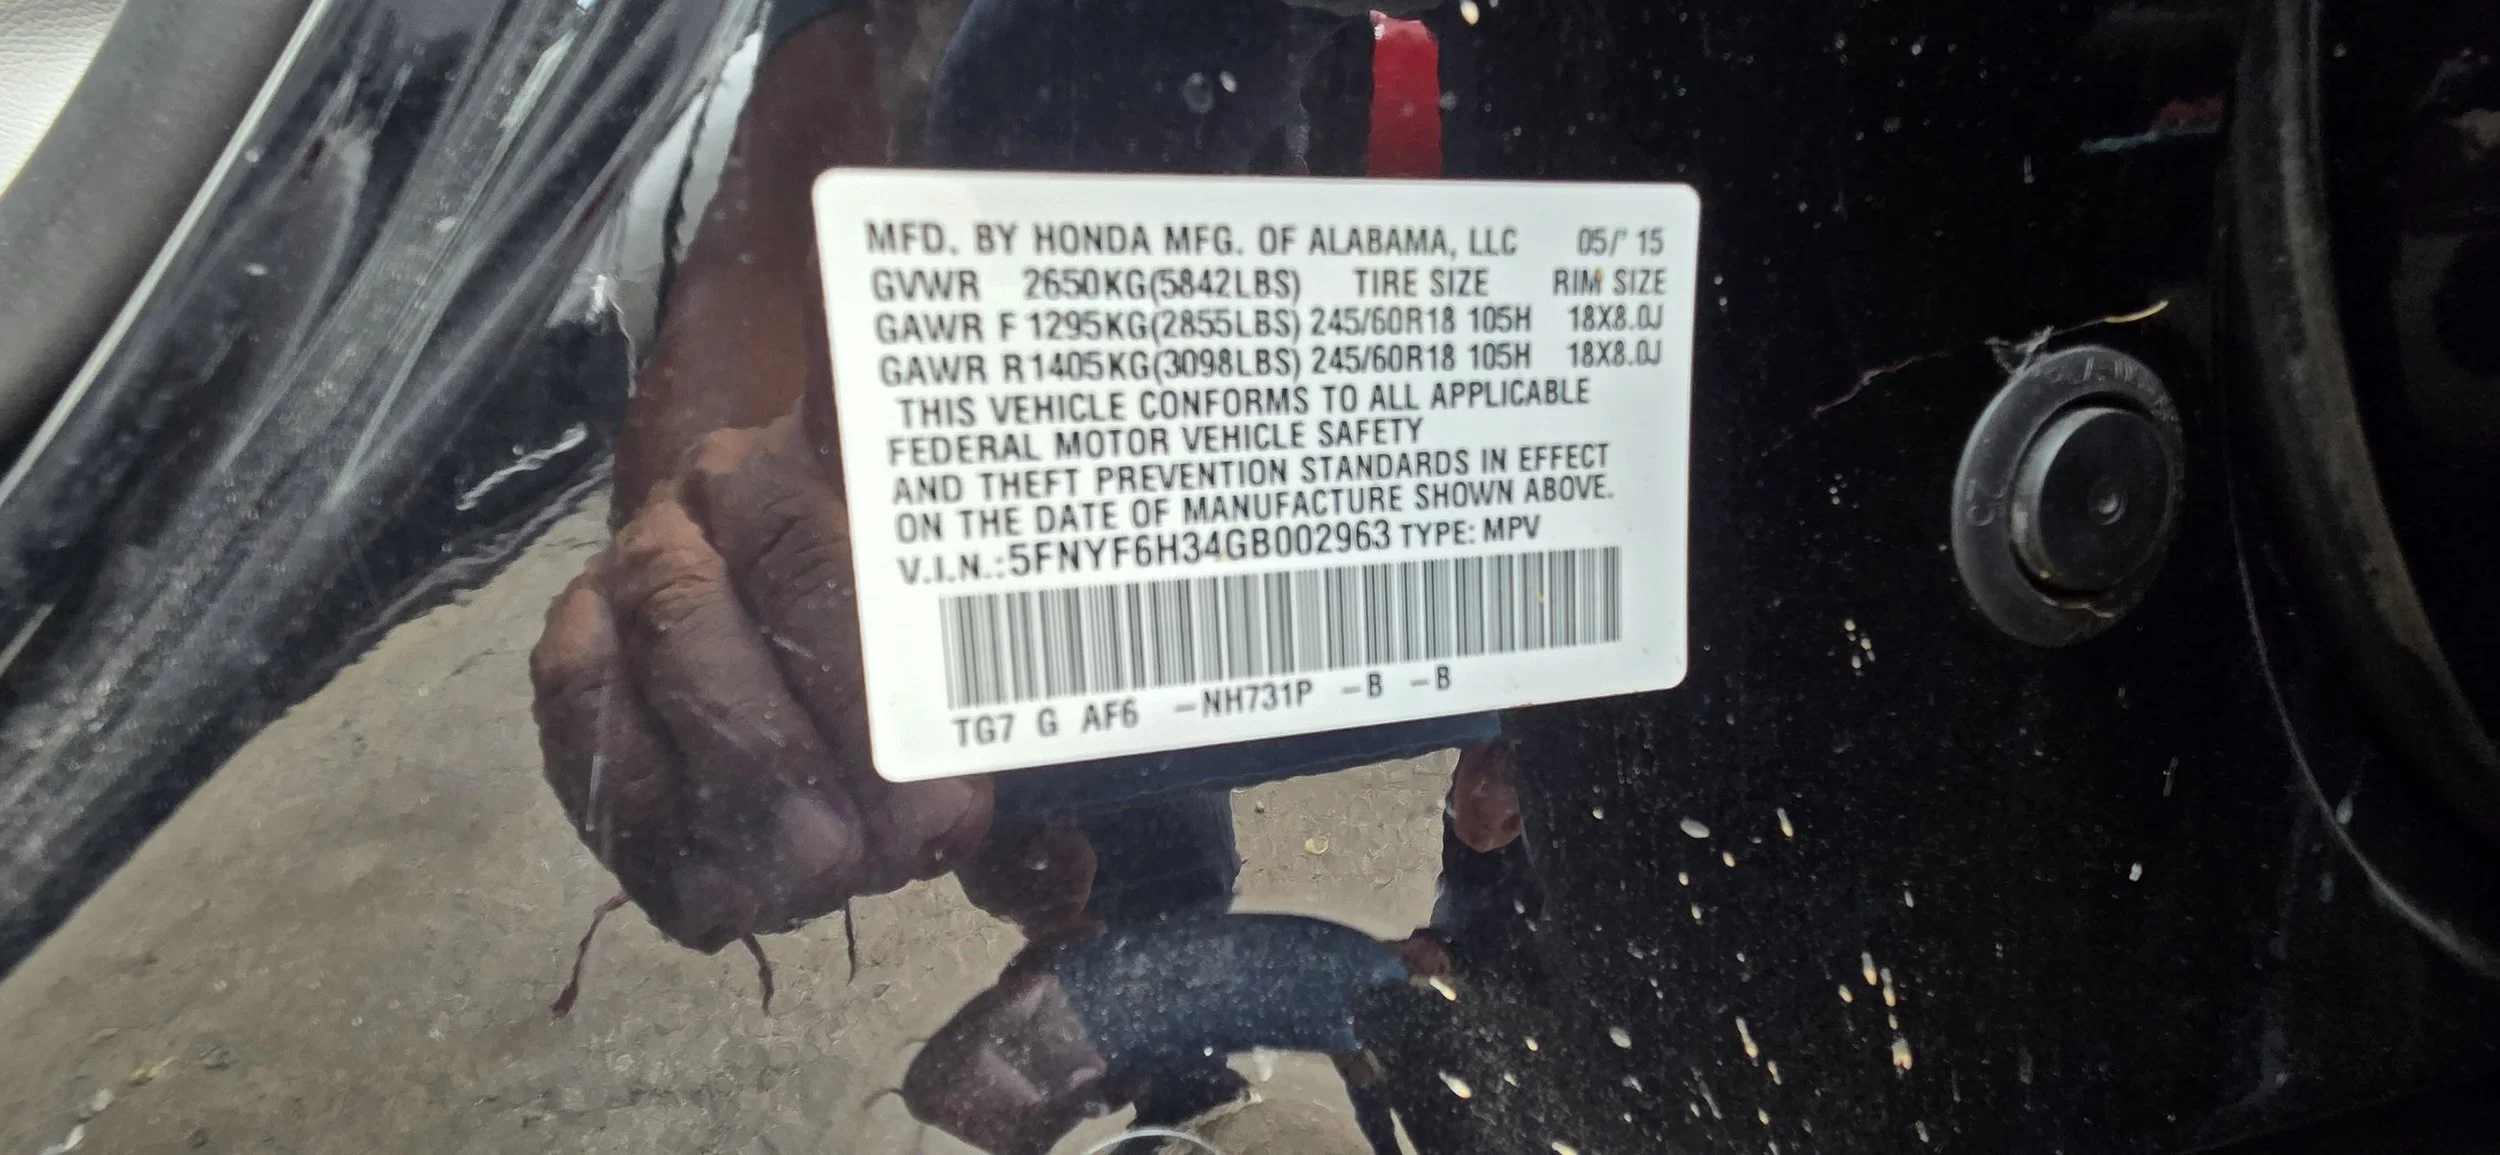 MFD. BY HONDA MFG. OF ALABAMA, LLC 05/' 15
GVWR 2650KG(5842LBS) TIRE SIZE RIM SIZE
GAWR F 1295KG(2855LBS) 245/60R18 105H 18X8.0J
GAWR R1405KG(3098LBS) 245/60R18 105H 18X8.0J
THIS VEHICLE CONFORMS TO ALL APPLICABLE
FEDERAL MOTOR VEHICLE SAFETY
AND THEFT PREVENTION STANDARDS IN EFFECT
ON THE DATE OF MANUFACTURE SHOWN ABOVE.
V.I.N.:5FNYF6H34GB002963 TYPE: MPV
TG7 G AF6 -NH731P -B -B